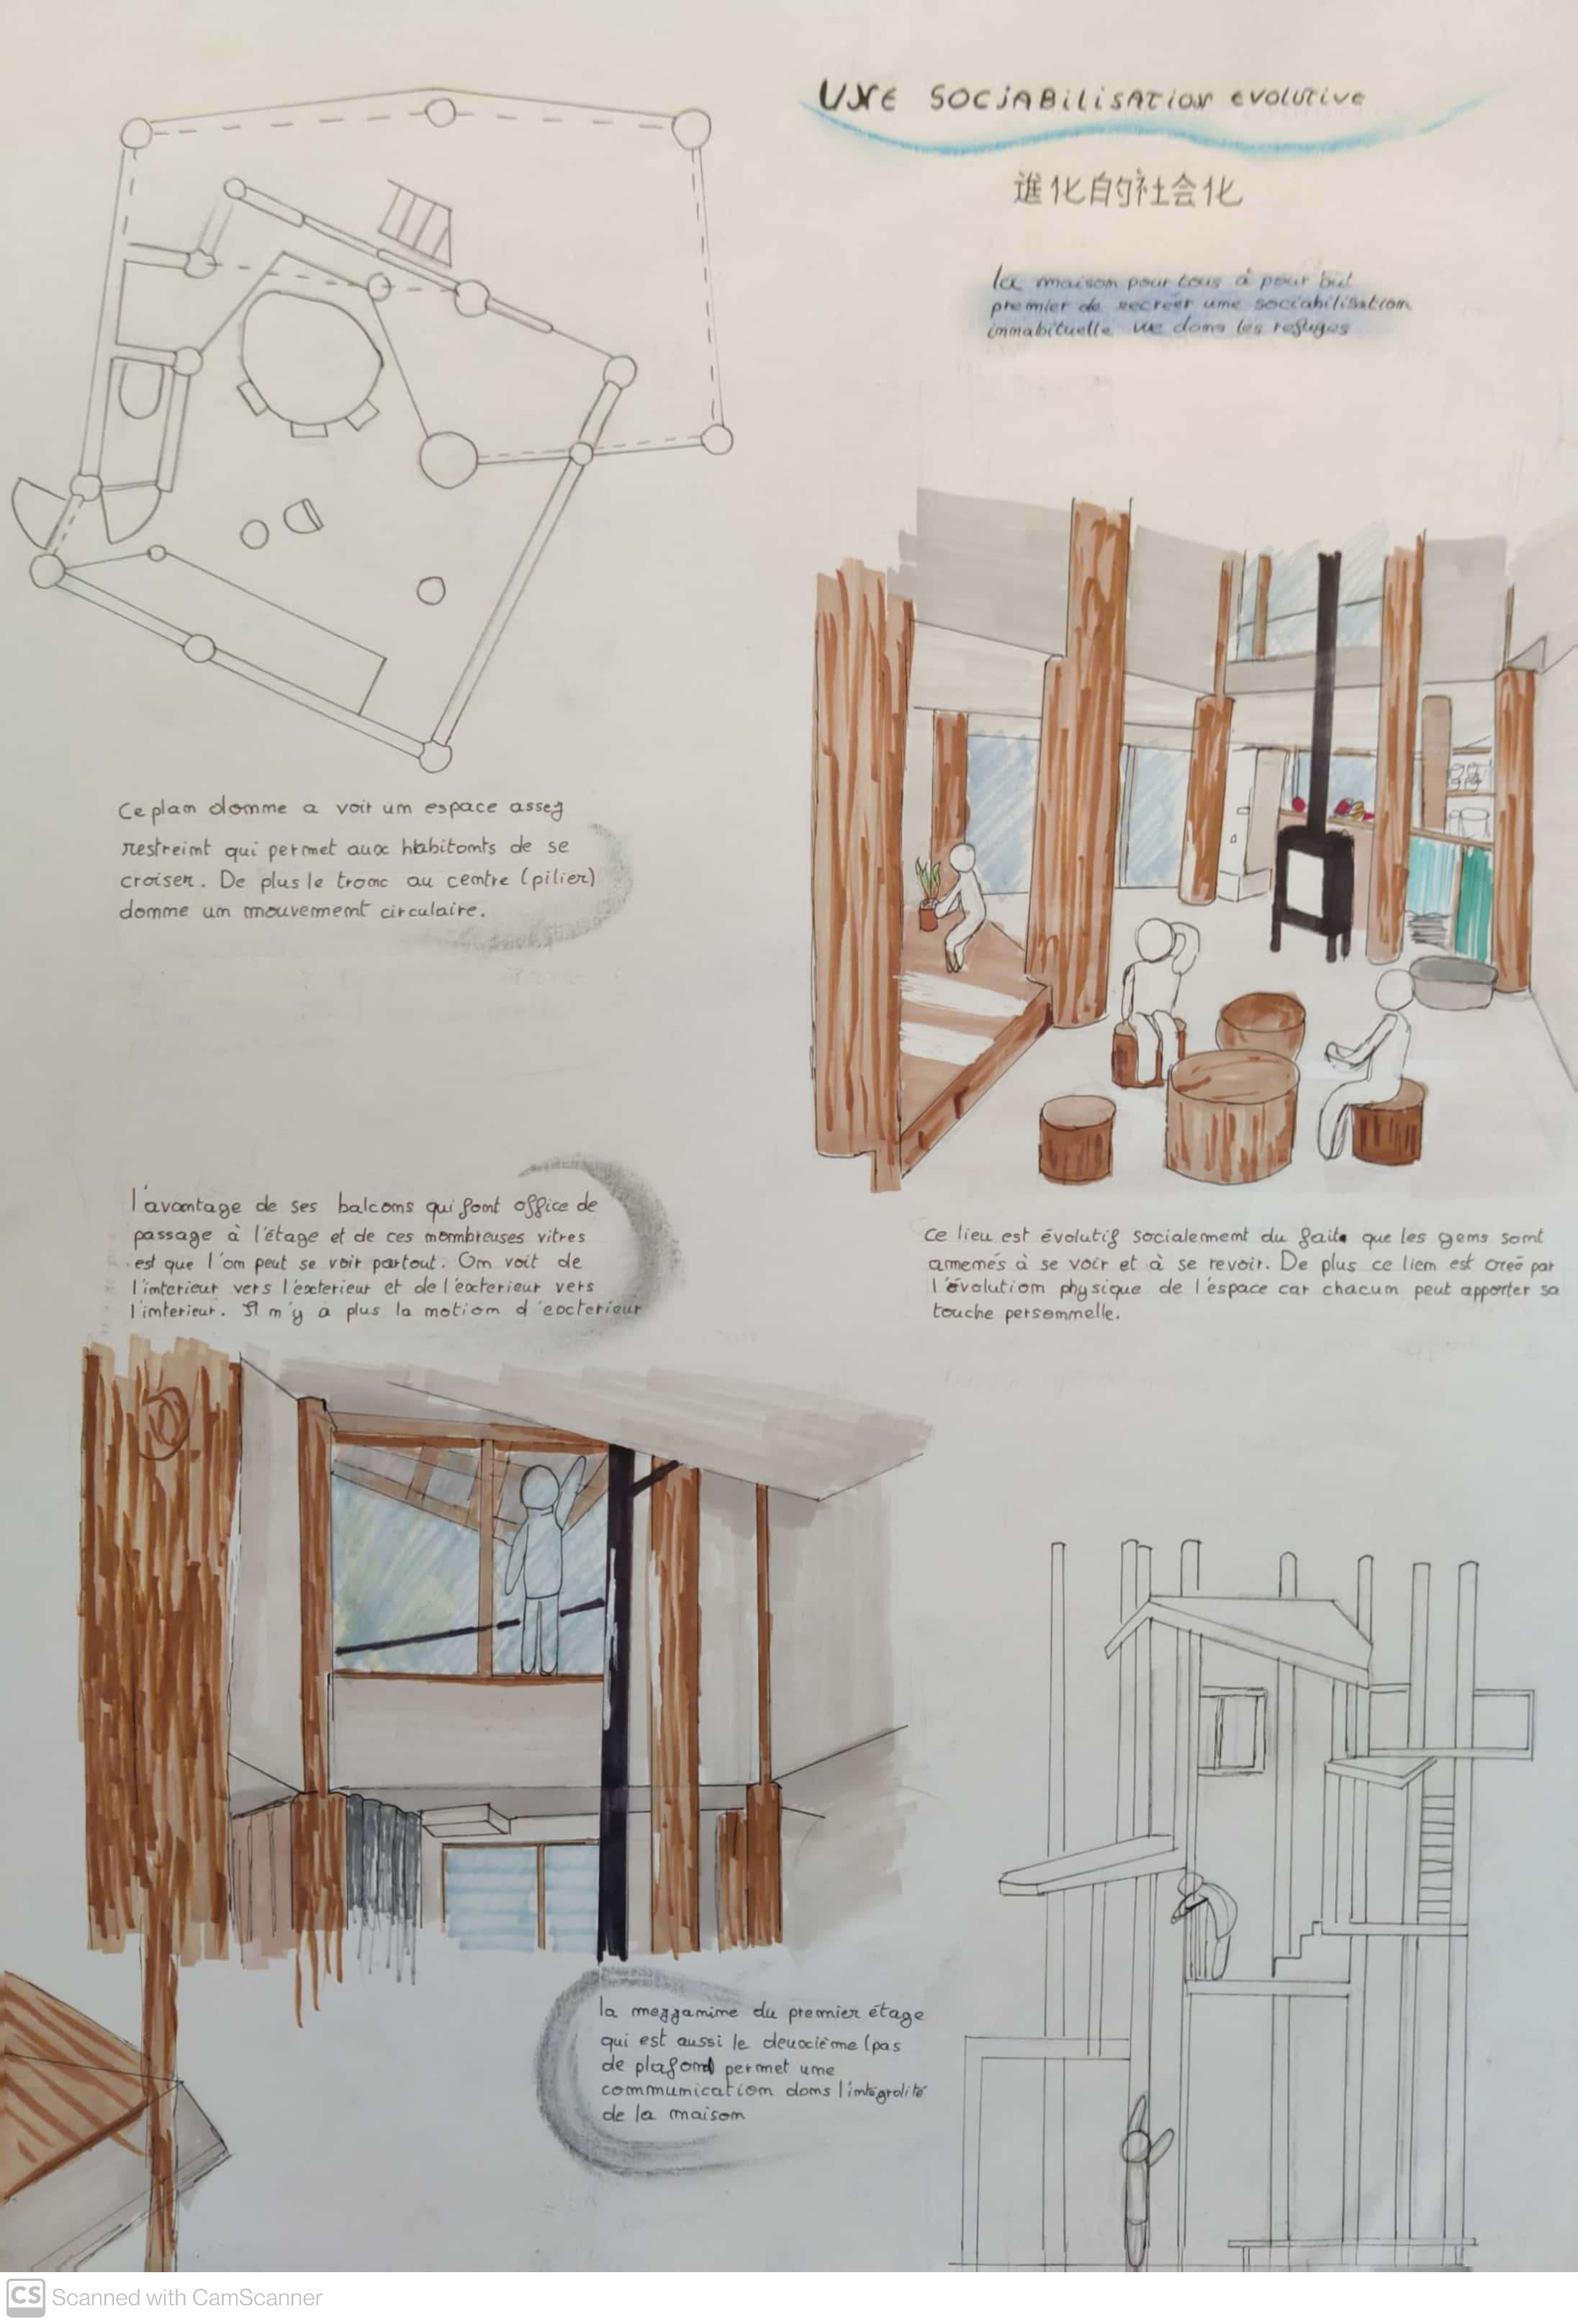 UNE SOCiABiLiSATiON evolutive
進化的社会化
la maison pour tous à pour but
premier de recréer une sociabilisation
innabituelle vue dans les refuges
Ce plan donne a voir un espace assez
restreint qui permet aux habitants de se
croiser. De plus le tronc au centre (pilier)
donne un mouvement circulaire.
l'avantage de ses balcons qui font office de
passage à l'étage et de ces nombreuses vitres
est que l'on peut se voir partout. On voit de
l'interieur vers l'exterieur et de l'exterieur vers
l'interieur. Il n'y a plus la notion d'exterieur
ce lieu est évolutif socialement du fait que les gens sont
amenés à se voir et à se revoir. De plus ce lien est creé par
l'évolution physique de l'espace car chacun peut apporter sa
touche personnelle.
la mezzanine du premier étage
qui est aussi le deuxième (pas
de plafond permet une
communication dans l'intégralité
de la maison
CS Scanned with CamScanner